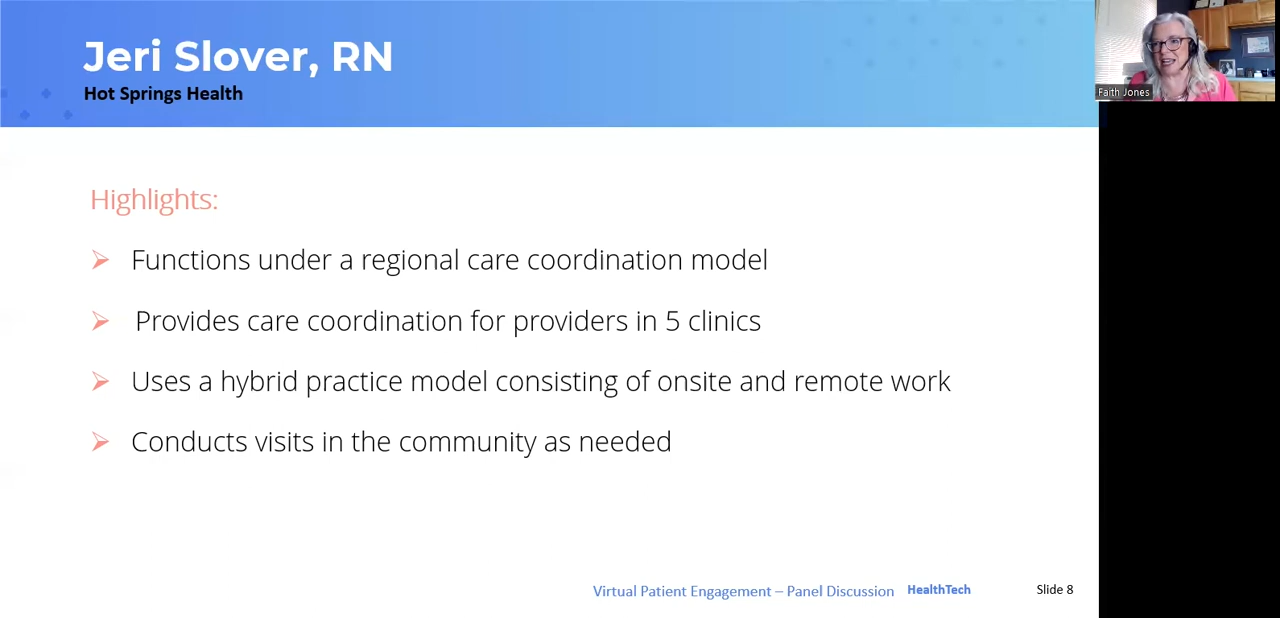 Jeri Slover, RN
Hot Springs Health
Faith Jones
Highlights:
Functions under a regional care coordination model
Provides care coordination for providers in 5 clinics
Uses a hybrid practice model consisting of onsite and remote work
Conducts visits in the community as needed
Virtual Patient Engagement – Panel Discussion HealthTech Slide 8